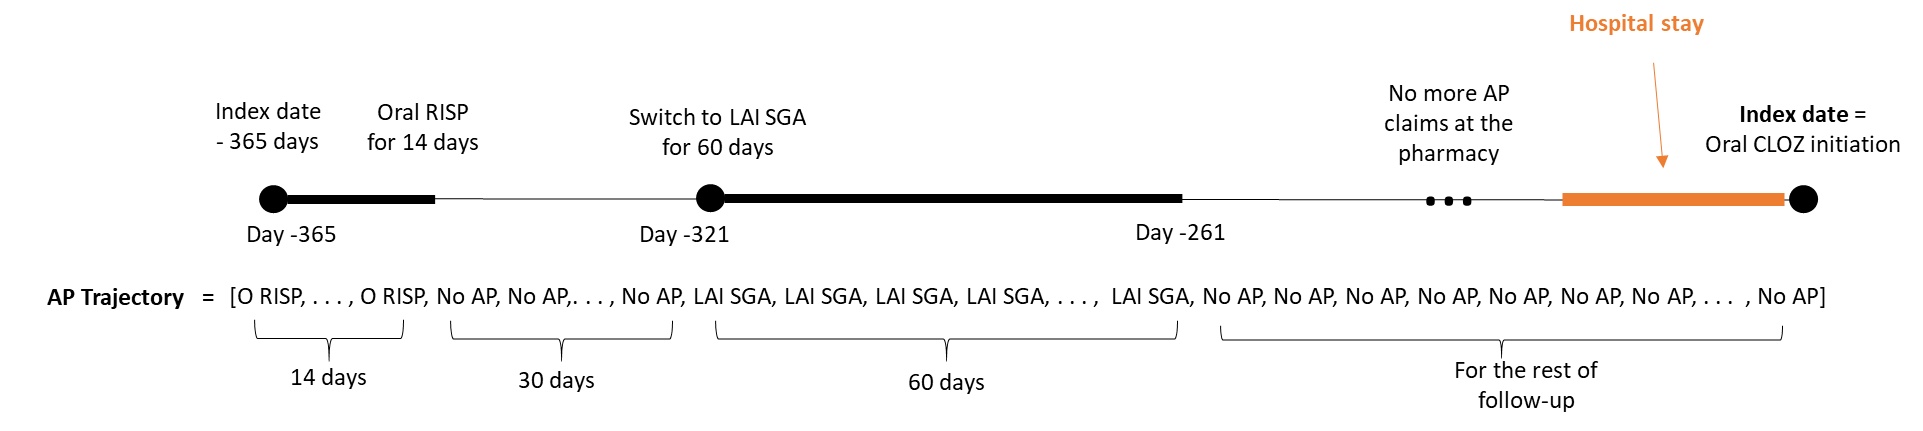 Hospital stay
Index date
- 365 days
Oral RISP
for 14 days
Switch to LAI SGA
for 60 days
No more AP
claims at the
pharmacy
Index date =
Oral CLOZ initiation
Day -365
Day -321
Day -261
AP Trajectory = [O RISP, . . . , O RISP, No AP, No AP,. . . , No AP, LAI SGA, LAI SGA, LAI SGA, LAI SGA, . . . , LAI SGA, No AP, No AP, No AP, No AP, No AP, No AP, No AP, . . . , No AP]
14 days
30 days
60 days
For the rest of
follow-up